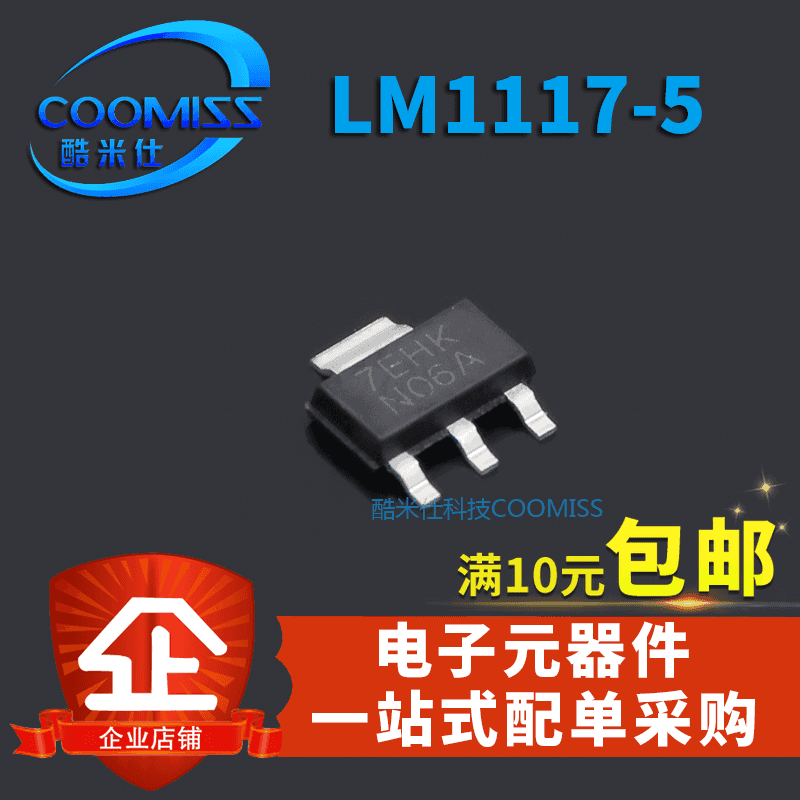 COOMISS
酷米仕
LM1117-5
7EHK
N06A
酷米仕科技COOMISS
满10元包邮
企
企业店铺
电子元器件
一站式配单采购